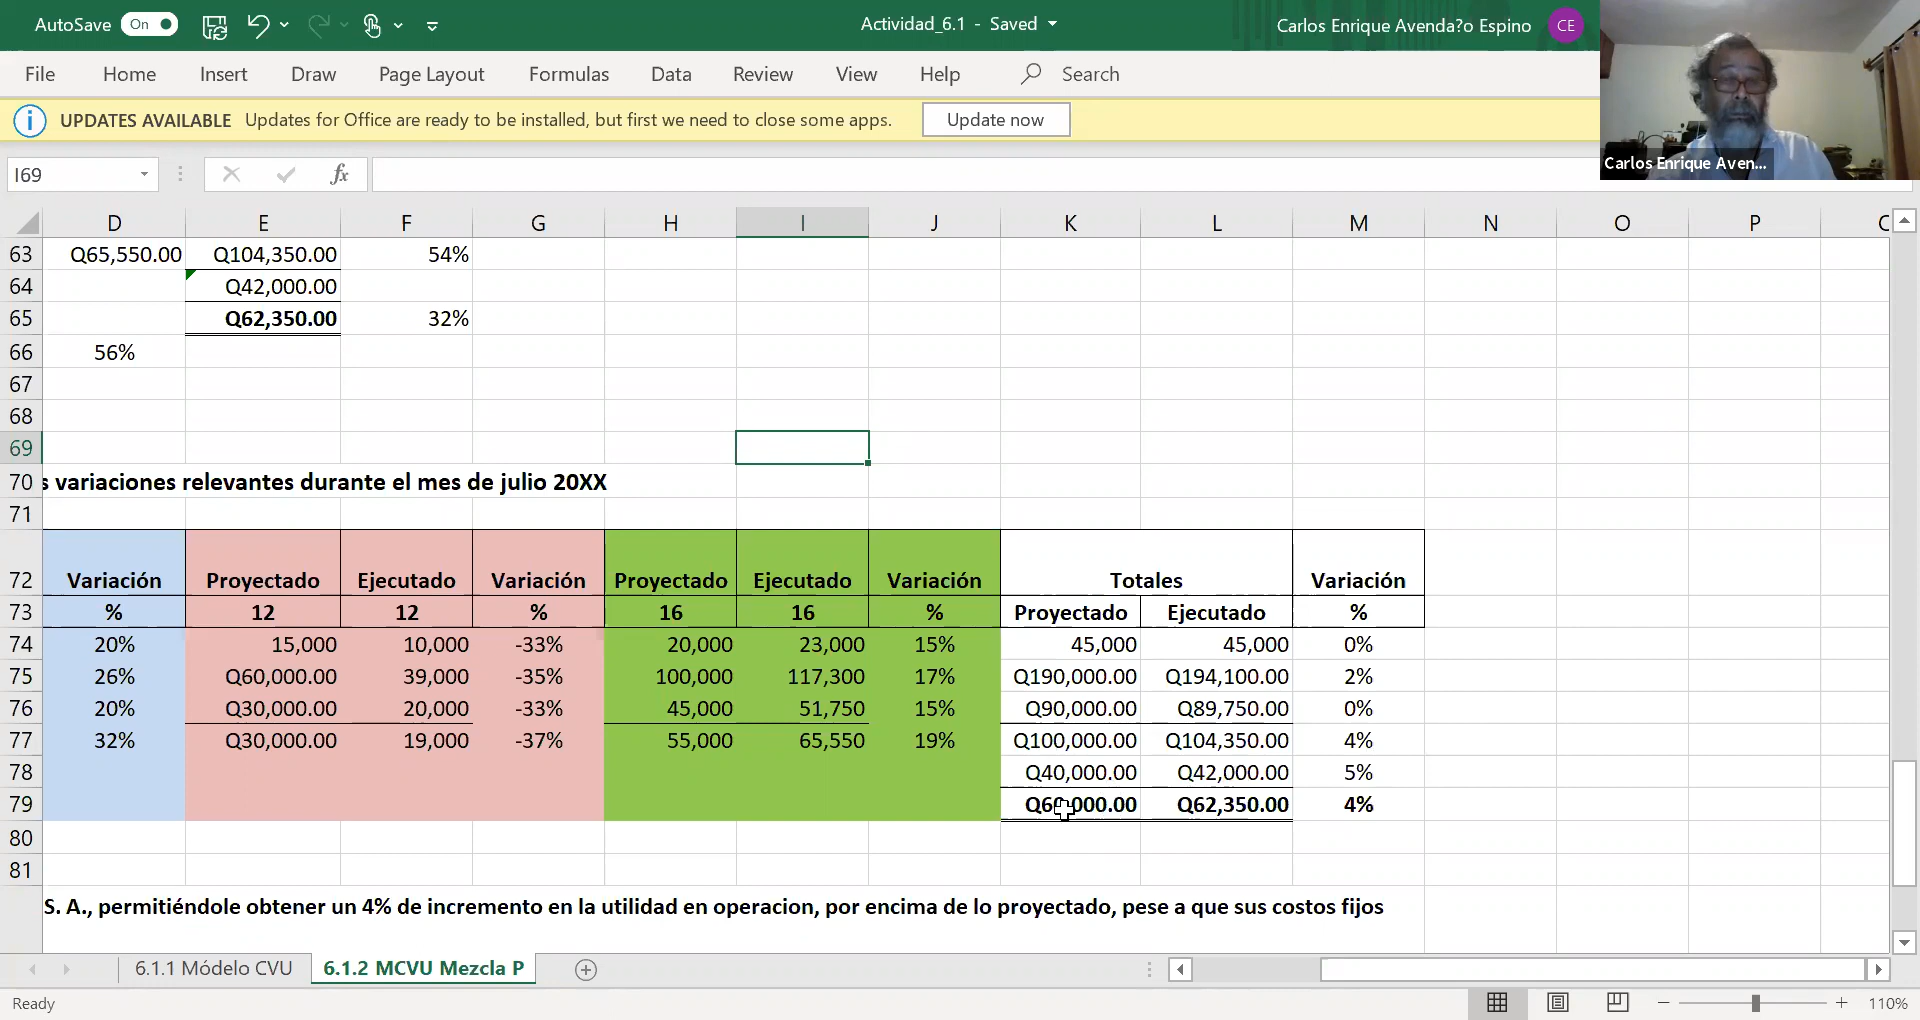 AutoSave On Actividad_6.1 - Saved Carlos Enrique Avenda?o Espino CE
File Home Insert Draw Page Layout Formulas Data Review View Help Search
UPDATES AVAILABLE Updates for Office are ready to be installed, but first we need to close some apps. Update now
Carlos Enrique Aven...
I69 fx
D E F G H I J K L M N O P
63 Q65,550.00 Q104,350.00 54%
64 Q42,000.00
65 Q62,350.00 32%
66 56%
67
68
69
70 s variaciones relevantes durante el mes de julio 20XX
71
72 Variación Proyectado Ejecutado Variación Proyectado Ejecutado Variación Totales Variación
73 % 12 12 % 16 16 % Proyectado Ejecutado %
74 20% 15,000 10,000 -33% 20,000 23,000 15% 45,000 45,000 0%
75 26% Q60,000.00 39,000 -35% 100,000 117,300 17% Q190,000.00 Q194,100.00 2%
76 20% Q30,000.00 20,000 -33% 45,000 51,750 15% Q90,000.00 Q89,750.00 0%
77 32% Q30,000.00 19,000 -37% 55,000 65,550 19% Q100,000.00 Q104,350.00 4%
78 Q40,000.00 Q42,000.00 5%
79 Q60,000.00 Q62,350.00 4%
80
81
S. A., permitiéndole obtener un 4% de incremento en la utilidad en operacion, por encima de lo proyectado, pese a que sus costos fijos
6.1.1 Módelo CVU 6.1.2 MCVU Mezcla P
Ready 110%